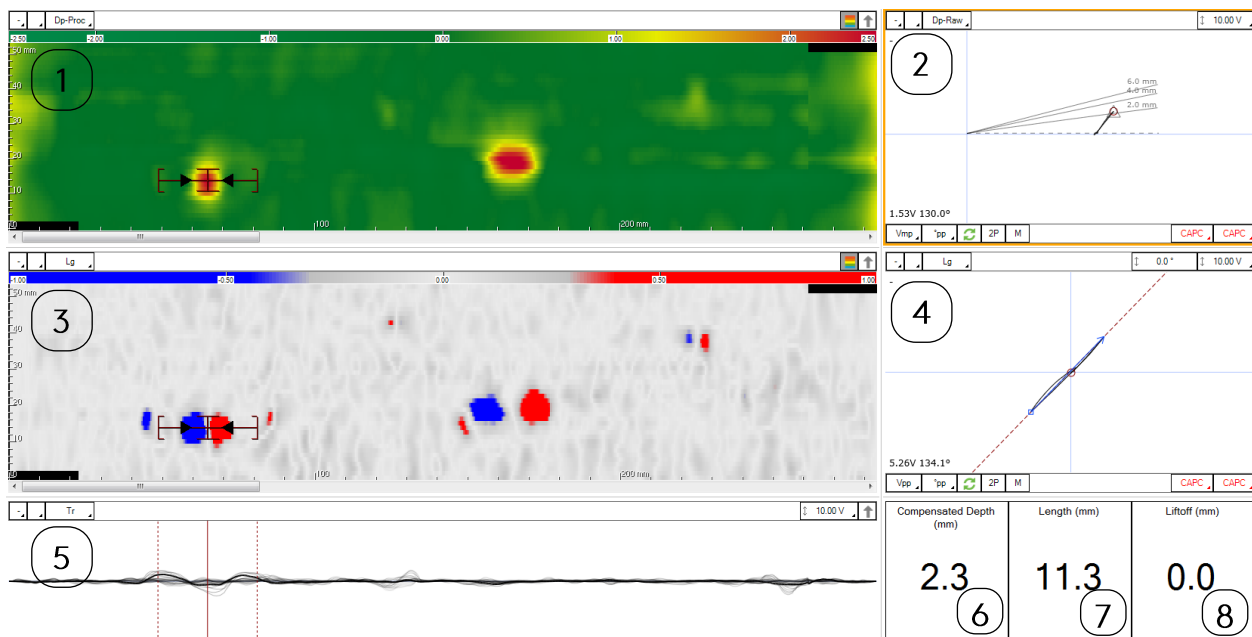 - Dp-Proc
-2.50 -2.00 -1.00 0.00 1.00 2.00 2.50
50 mm
40
30
20
10
0
100
200 mm
1
- Dp-Raw 10.00 V
-
2
6.0 mm
4.0 mm
2.0 mm
1.53V 130.0°
Vmp °pp 2P M CAPC CAPC
- Lg
-1.00 -0.50 0.00 0.50 1.00
50 mm
40
30
20
10
0
100
200 mm
3
- Lg 0.0 ° 10.00 V
-
4
5.26V 134.1°
Vpp °pp 2P M CAPC CAPC
- Tr 10.00 V
5
Compensated Depth
(mm)
2.3
6
Length (mm)
11.3
7
Liftoff (mm)
0.0
8